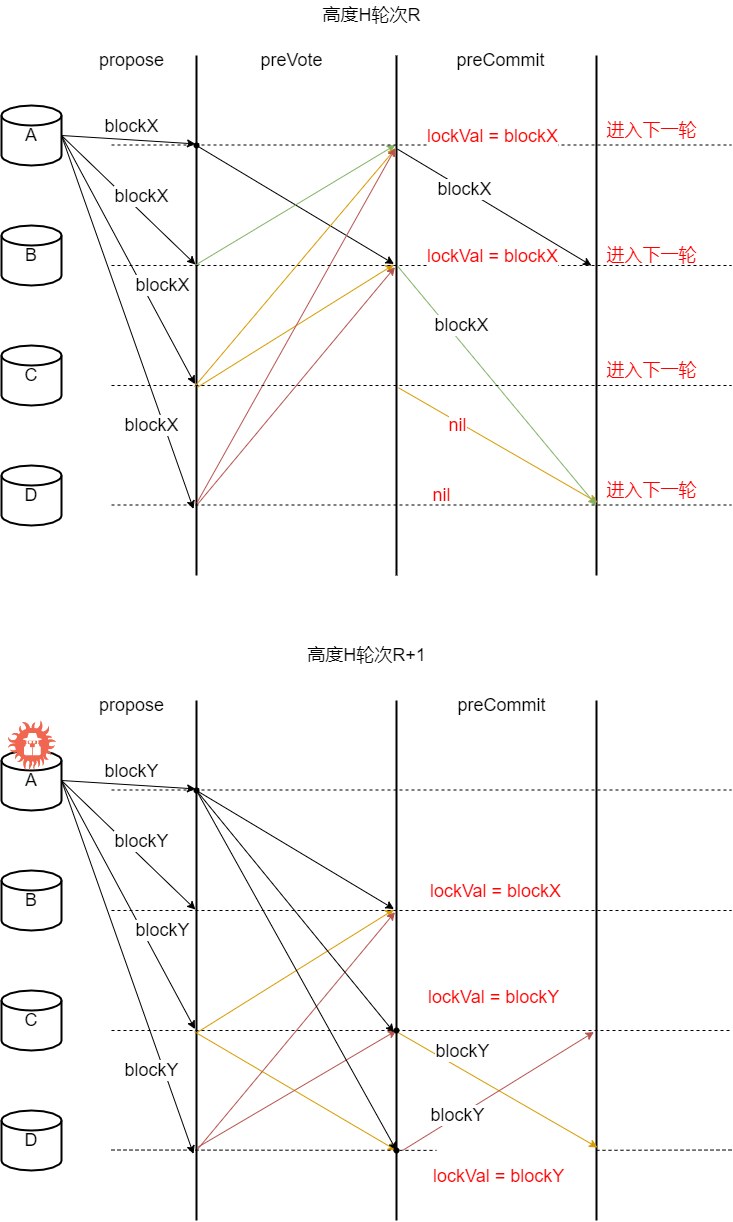 高度H轮次R
propose preVote preCommit
A blockX lockVal = blockX 进入下一轮
blockX blockX
B lockVal = blockX 进入下一轮
blockX
blockX
C 进入下一轮
blockX nil
D nil 进入下一轮
高度H轮次R+1
propose preCommit
A blockY
blockY
B lockVal = blockX
blockY
C lockVal = blockY
blockY
blockY
blockY
D
lockVal = blockY